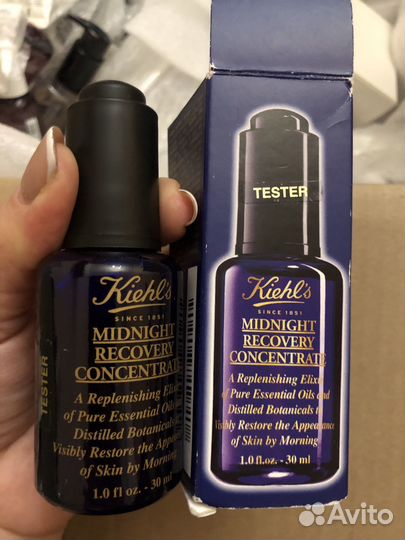 Kiehl's
SINCE 1851
MIDNIGHT
RECOVERY
CONCENTRATE
A Replenishing Elixir
of Pure Essential Oils
Distilled Botanicals
Visibly Restore the Appearance
of Skin by Morning
1.0 fl oz. - 30 ml
TESTER
TESTER
Kiehl's
SINCE 1851
MIDNIGHT
RECOVERY
CONCENTRATE
A Replenishing Elixir
of Pure Essential Oils and
Distilled Botanicals to
Visibly Restore the Appearance
of Skin by Morning
1.0 fl.oz. - 30 ml
Avito